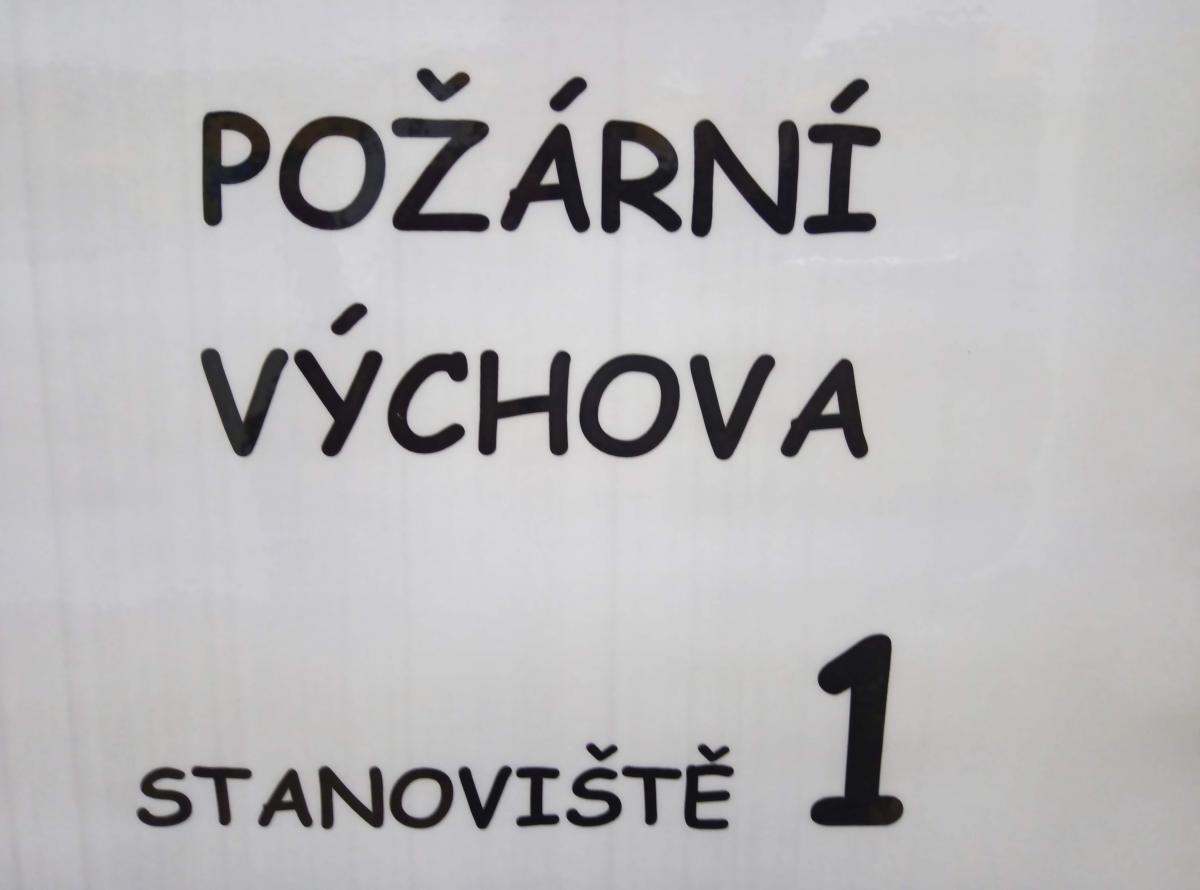 POŽÁRNÍ
VÝCHOVA
STANOVIŠTĚ 1